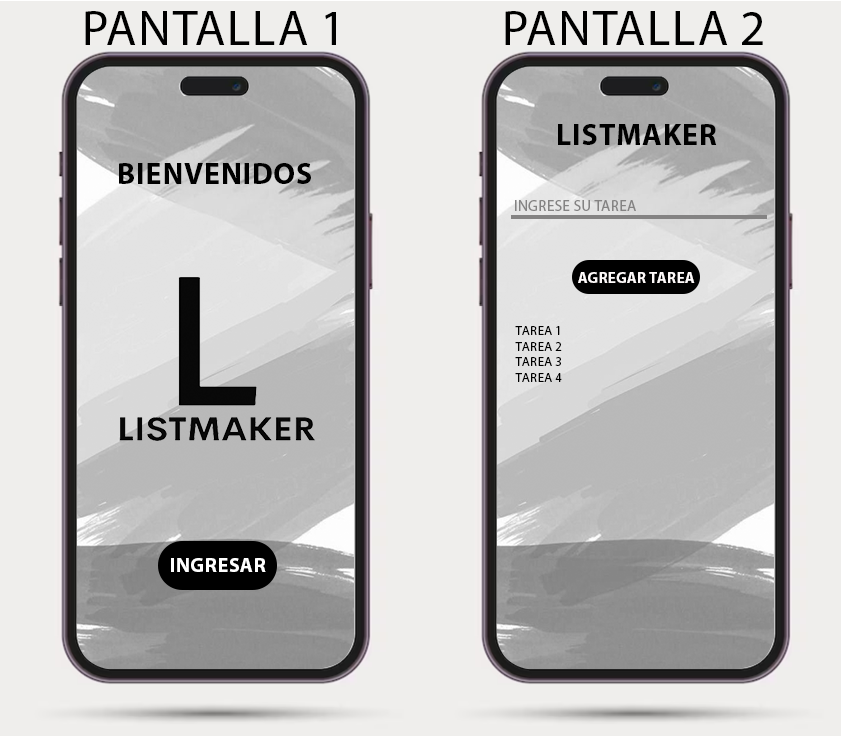 PANTALLA 1
BIENVENIDOS
L
LISTMAKER
INGRESAR
PANTALLA 2
LISTMAKER
INGRESE SU TAREA
AGREGAR TAREA
TAREA 1
TAREA 2
TAREA 3
TAREA 4